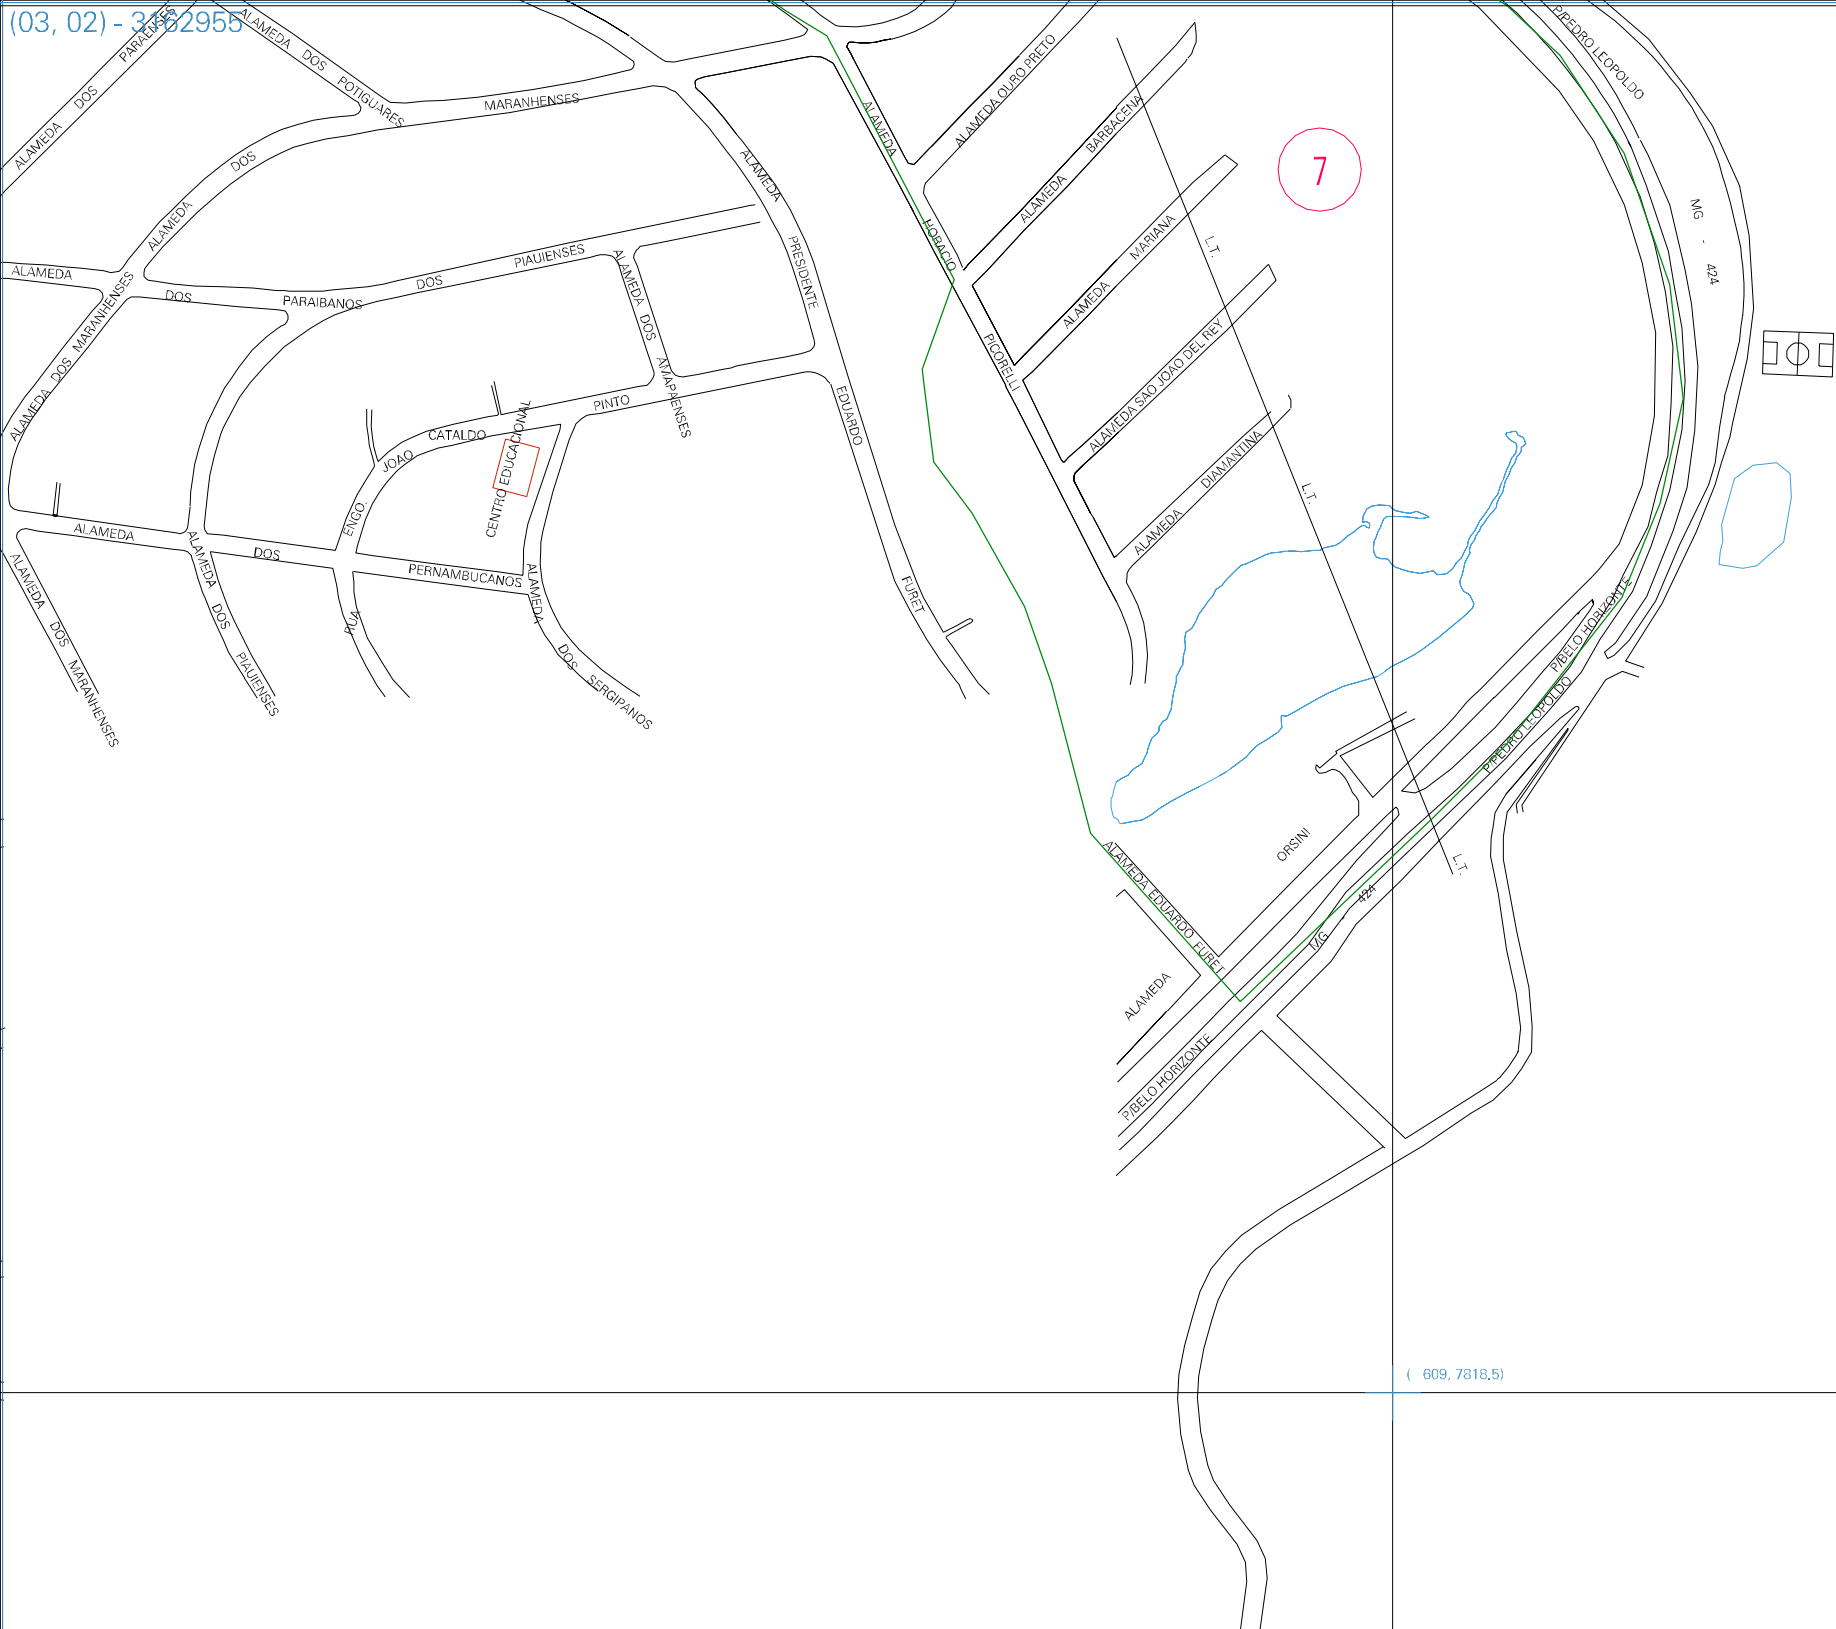 (03, 02) - 3162955
ALAMEDA DOS PARAENSES
ALAMEDA DOS POTIGUARES
ALAMEDA DOS MARANHENSES
ALAMEDA OURO PRETO
ALAMEDA BARBACENA
ALAMEDA HORACIO PICORELLI
7
P/PEDRO LEOPOLDO
MG - 424
ALAMEDA PRESIDENTE EDUARDO FURET
ALAMEDA MARIANA
L.T.
ALAMEDA DOS PARAIBANOS
DOS PIAUIENSES
ALAMEDA DOS AMAPAENSES
ALAMEDA DOS MARANHENSES
ALAMEDA SAO JOAO DEL REY
ALAMEDA DIAMANTINA
RUA ENGO. JOAO CATALDO PINTO
CENTRO EDUCACIONAL
L.T.
ALAMEDA DOS PERNAMBUCANOS
ALAMEDA DOS MARANHENSES
ALAMEDA DOS PIAUIENSES
ALAMEDA DOS SERGIPANOS
P/BELO HORIZONTE
P/PEDRO LEOPOLDO
L.T.
ALAMEDA ORSINI
ALAMEDA EDUARDO FURET
MG 424
P/BELO HORIZONTE
( 609, 7818.5)